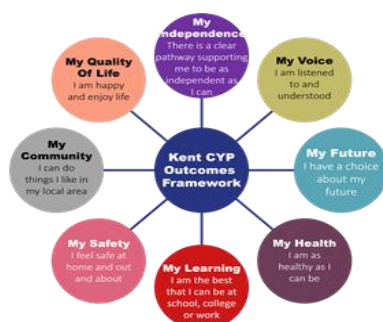 My
Independence
There is a clear
pathway supporting
me to be as
independent as
I can
My Voice
I am listened
to and
understood
My Future
I have a choice
about my
future
My Health
I am as
healthy as I
can be
My Learning
I am the best
that I can be at
school, college
or work
My Safety
I feel safe at
home and out
and about
My
Community
I can do
things I like in
my local area
My Quality
Of Life
I am happy
and enjoy life
Kent CYP
Outcomes
Framework